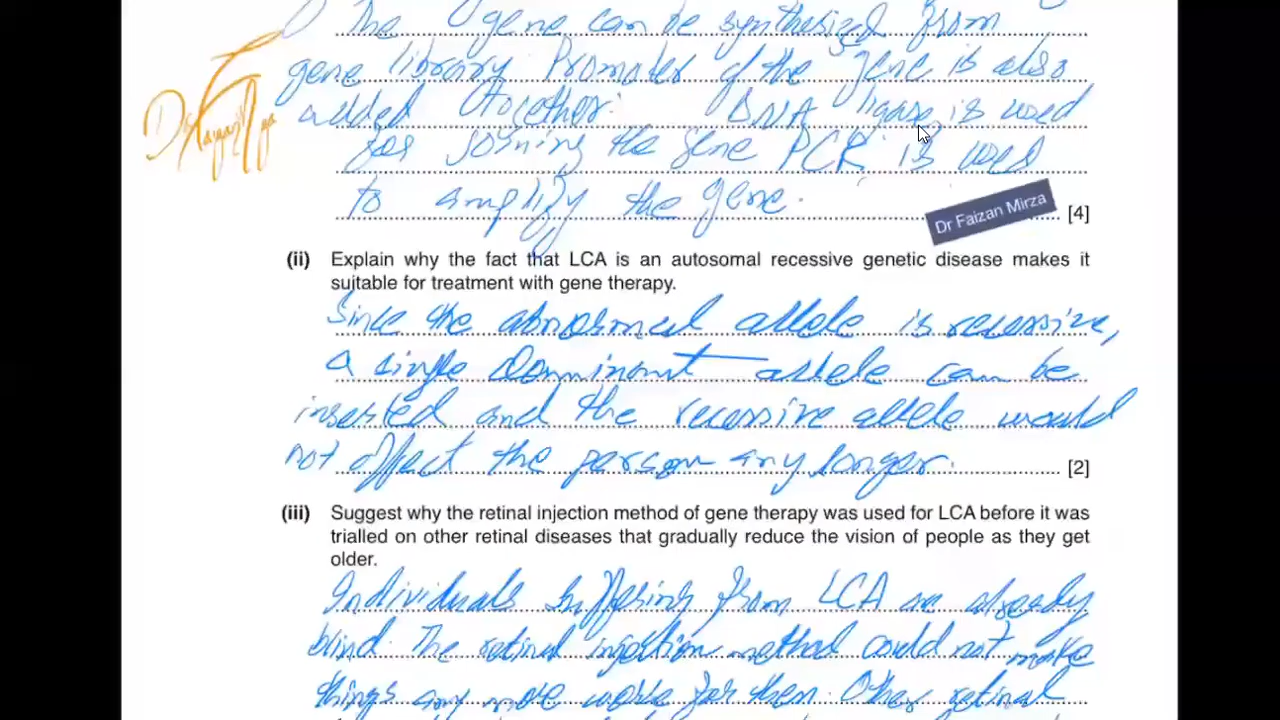 The gene can be synthesized from
gene library. Promoter of the gene is also
added together. DNA ligase is used
for joining the gene PCR is used
to amplify the gene.
Dr Faizan Mirza
[4]
(ii) Explain why the fact that LCA is an autosomal recessive genetic disease makes it
suitable for treatment with gene therapy.
Since the abnormal allele is recessive,
a single Dominant allele can be
inserted and the recessive allele would
not affect the person any longer.
[2]
(iii) Suggest why the retinal injection method of gene therapy was used for LCA before it was
trialled on other retinal diseases that gradually reduce the vision of people as they get
older.
Individuals suffering from LCA are already
blind. The retinal injection method could not make
things any more worse for them. Other retinal